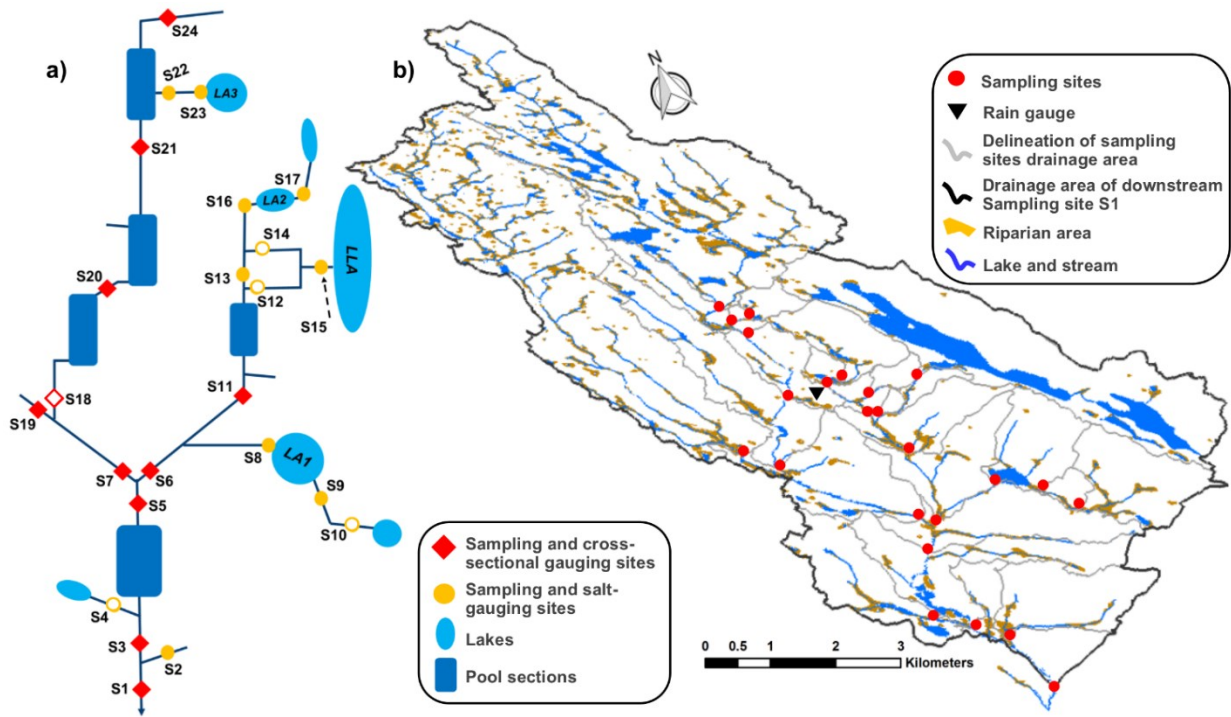 a)
S24
S22
LA3
S23
S21
S17
S16
LA2
S14
LLA
S13
S12
S20
S15
S11
S18
S19
S8
LA1
S7
S6
S9
S5
S10
S4
S3
S2
S1
Sampling and cross-
sectional gauging sites
Sampling and salt-
gauging sites
Lakes
Pool sections
b)
N
Sampling sites
Rain gauge
Delineation of sampling
sites drainage area
Drainage area of downstream
Sampling site S1
Riparian area
Lake and stream
0 0.5 1 2 3
Kilometers